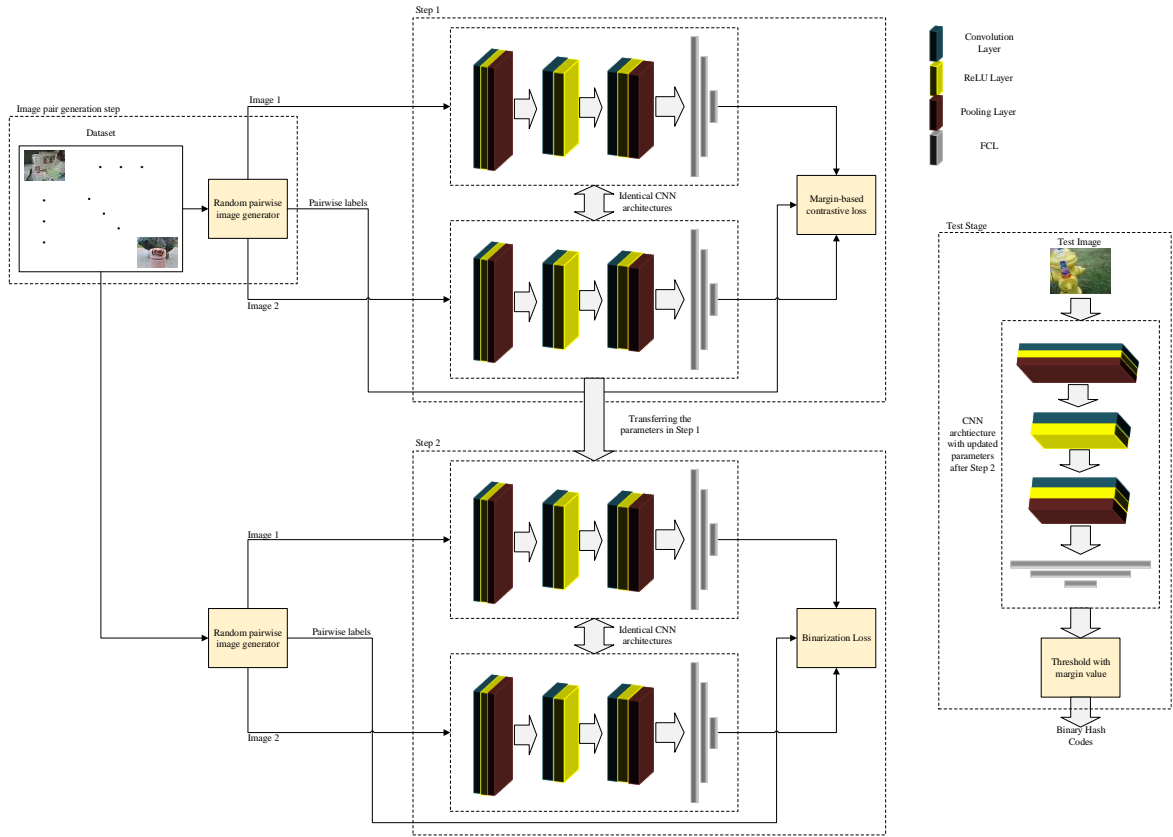 Step 1
Convolution
Layer
ReLU Layer
Pooling Layer
FCL
Image pair generation step
Dataset
Image 1
Random pairwise
image generator
Pairwise labels
Image 2
Identical CNN
architectures
Margin-based
contrastive loss
Transferring the
parameters in Step 1
Step 2
Image 1
Random pairwise
image generator
Pairwise labels
Image 2
Identical CNN
architectures
Binarization Loss
Test Stage
Test Image
CNN
archtiecture
with updated
parameters
after Step 2
Threshold with
margin value
Binary Hash
Codes